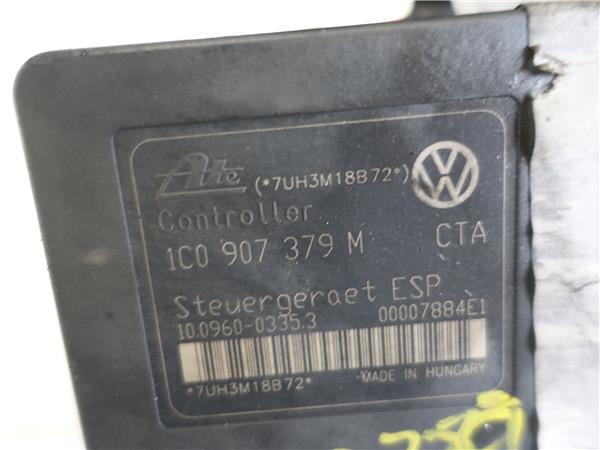 Ate (*7UH3M18B72*)
Controller
1C0 907 379 M CTA
Steuergeraet ESP
10.0960-0335.3 00007884E1
*7UH3M18B72* MADE IN HUNGARY